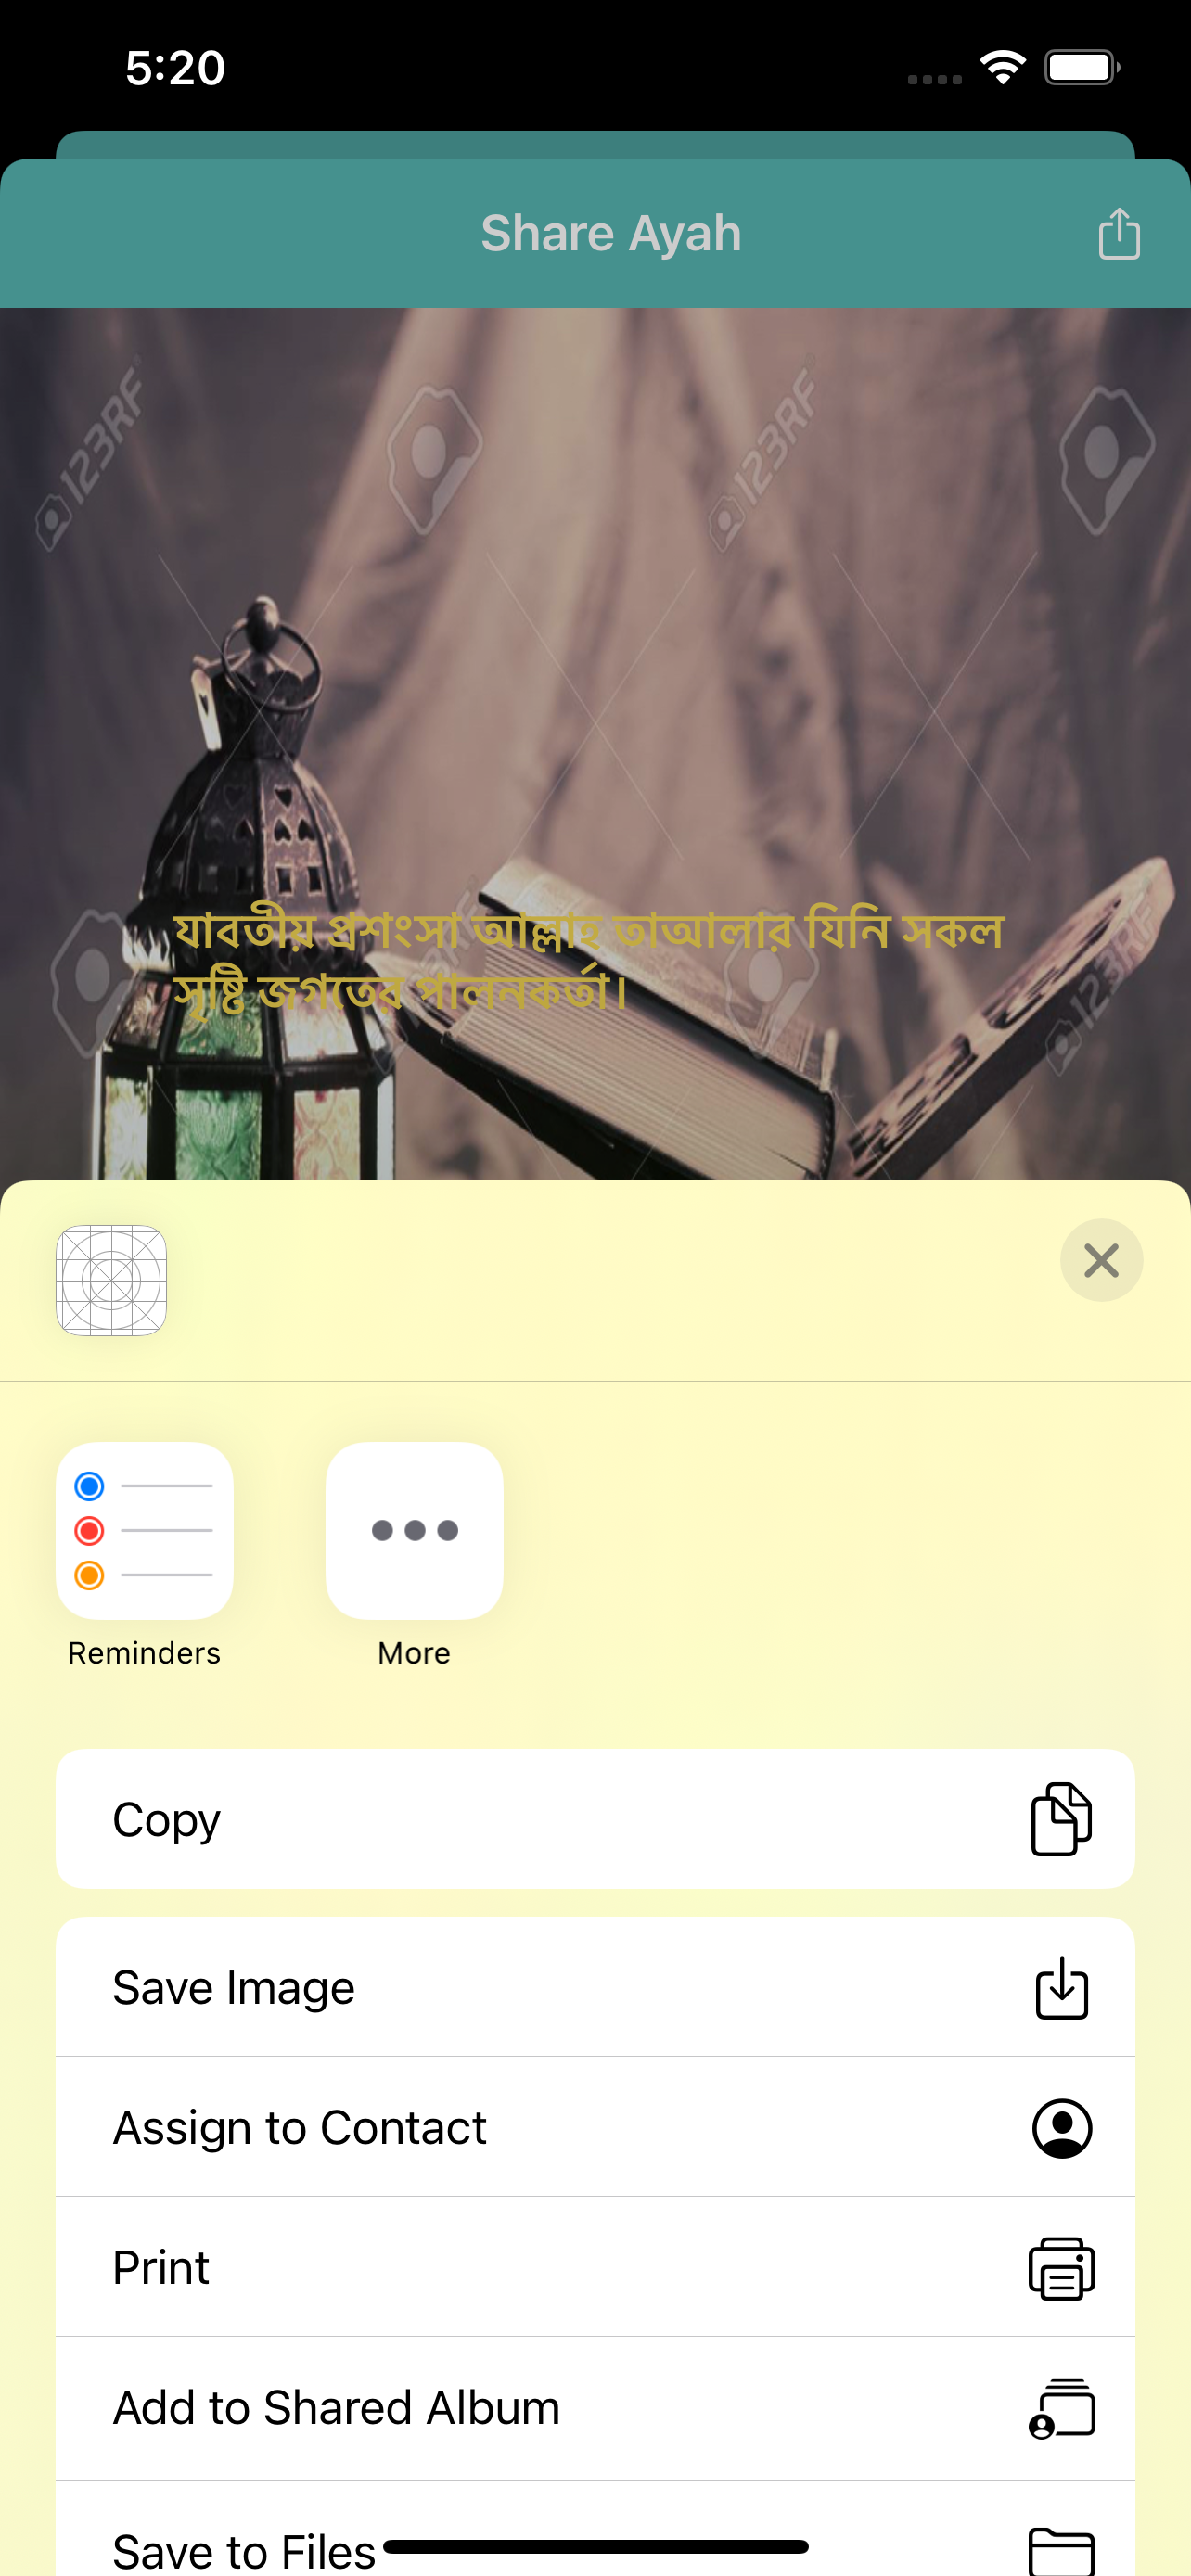 5:20
Share Ayah
123RF
123RF
যাবতীয় প্রশংসা আল্লাহ তাআলার যিনি সকল
সৃষ্টি জগতের পালনকর্তা।
123RF
123RF
Reminders
More
Copy
Save Image
Assign to Contact
Print
Add to Shared Album
Save to Files